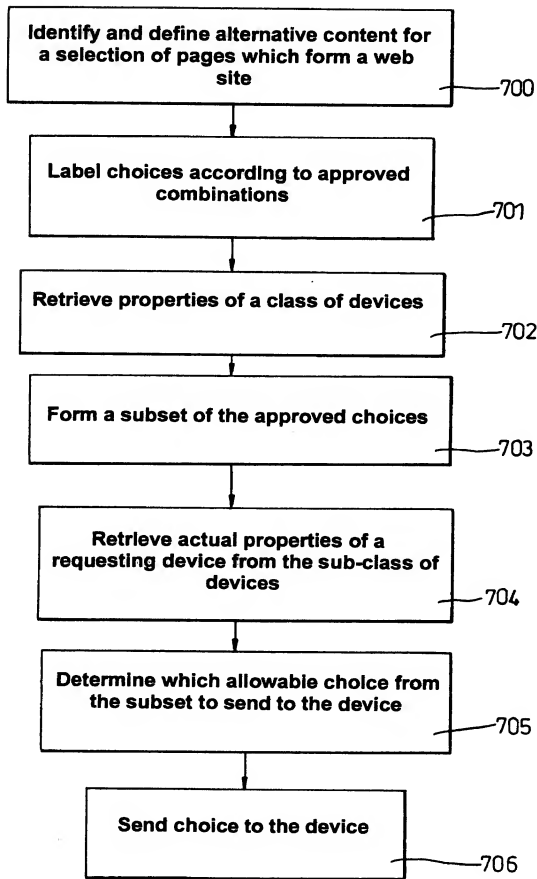 Identify and define alternative content for
a selection of pages which form a web
site
700
Label choices according to approved
combinations
701
Retrieve properties of a class of devices
702
Form a subset of the approved choices
703
Retrieve actual properties of a
requesting device from the sub-class of
devices
704
Determine which allowable choice from
the subset to send to the device
705
Send choice to the device
706